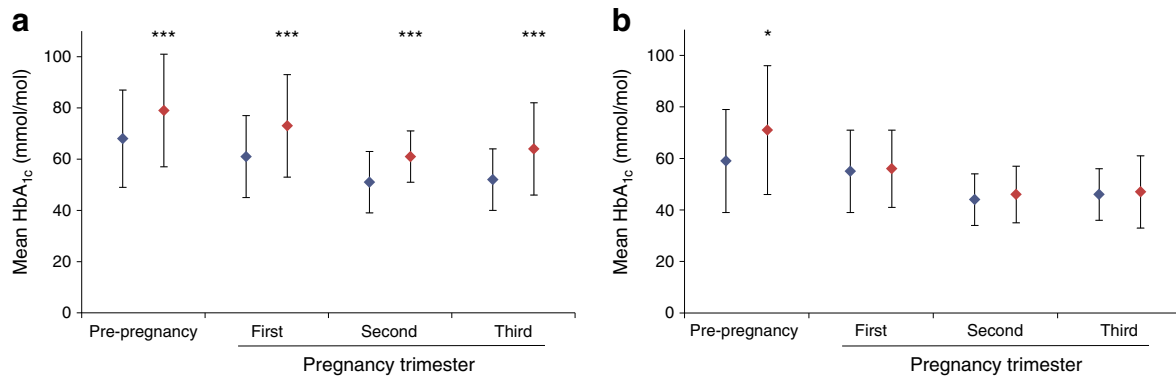 a
*** *** *** ***
100
80
60
40
20
0
Mean HbA1c (mmol/mol)
Pre-pregnancy First Second Third
Pregnancy trimester
b
*
100
80
60
40
20
0
Mean HbA1c (mmol/mol)
Pre-pregnancy First Second Third
Pregnancy trimester